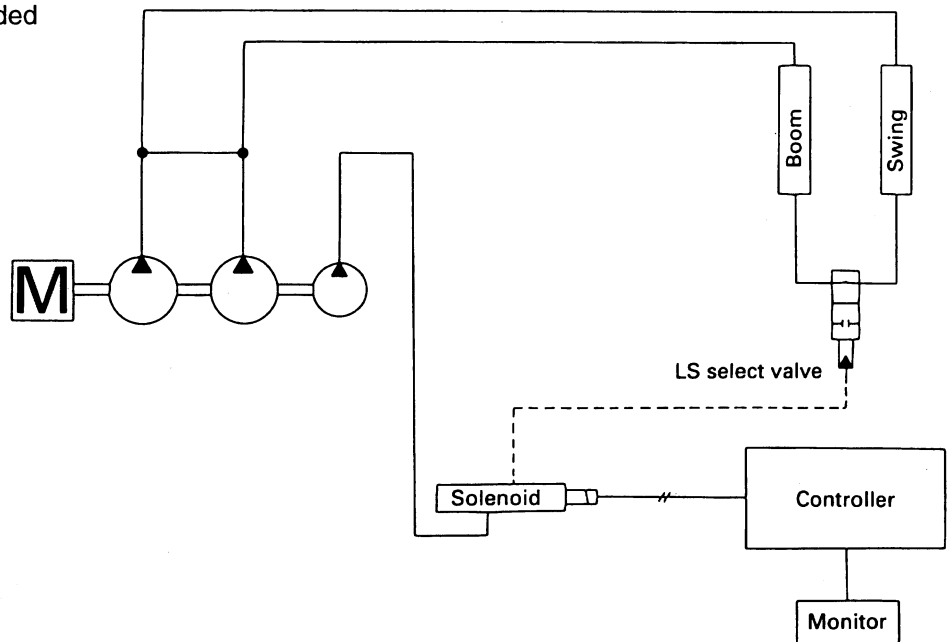 ded
Boom
Swing
M
LS select valve
Solenoid
Controller
Monitor